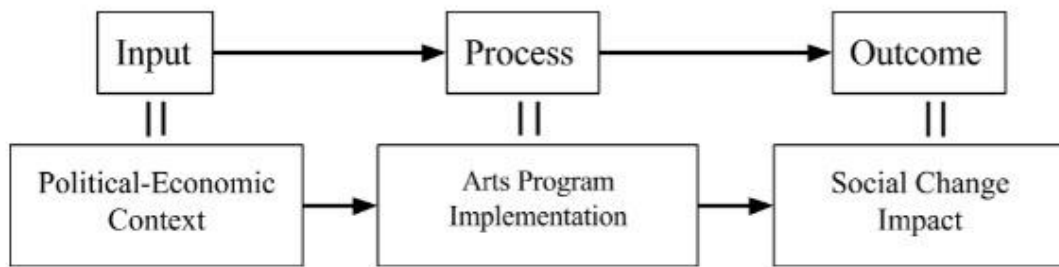 Input
Process
Outcome
Political-Economic
Context
Arts Program
Implementation
Social Change
Impact